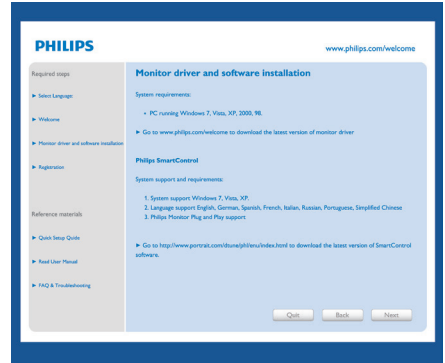 PHILIPS
www.philips.com/welcome
Required steps
► Select Language:
► Welcome
► Monitor driver and software installation
► Registration
Reference materials
► Quick Setup Guide
► Read User Manual
► FAQ & Troubleshooting
Monitor driver and software installation
System requirements:
• PC running Windows 7, Vista, XP, 2000, 98.
► Go to www.philips.com/welcome to download the latest version of monitor driver
Philips SmartControl
System support and requirements:
1. System support Windows 7, Vista, XP.
2. Language support English, German, Spanish, French, Italian, Russian, Portuguese, Simplified Chinese
3. Philips Monitor Plug and Play support
► Go to http://www.portrait.com/dtune/phl/enu/index.html to download the latest version of SmartControl
software.
Quit
Back
Next